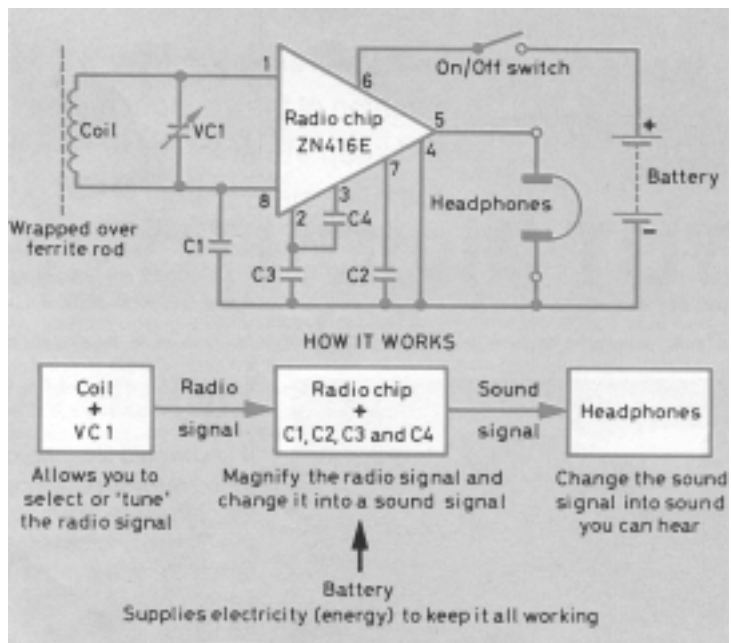 1
6
On/Off switch
Coil
VC1
Radio chip
ZN416E
5
4
+
Battery
7
3
8
2
C4
Headphones
−
Wrapped over
ferrite rod
C1
C3
C2
HOW IT WORKS
Coil
+
VC1
Radio
signal
Radio chip
+
C1, C2, C3 and C4
Sound
signal
Headphones
Allows you to
select or 'tune'
the radio signal
Magnify the radio signal and
change it into a sound signal
Change the sound
signal into sound
you can hear
Battery
Supplies electricity (energy) to keep it all working